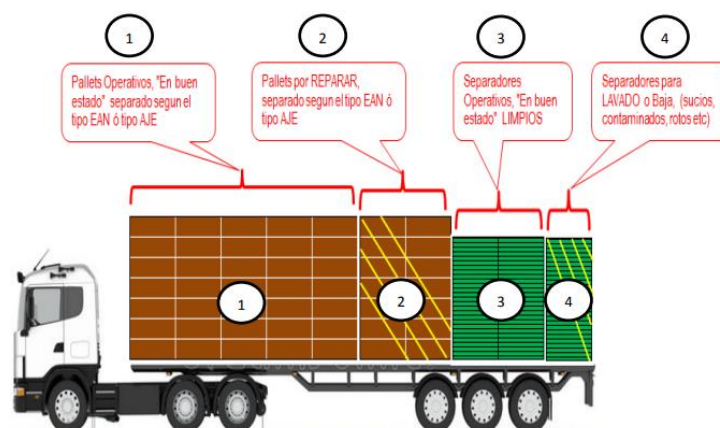 1
2
3
4
Pallets Operativos, "En buen
estado" separado segun el
tipo EAN ó tipo AJE
Pallets por REPARAR,
separado segun el tipo EAN ó
tipo AJE
Separadores
Operativos, "En buen
estado" LIMPIOS
Separadores para
LAVADO o Baja, (sucios,
contaminados, rotos etc)
1
2
3
4